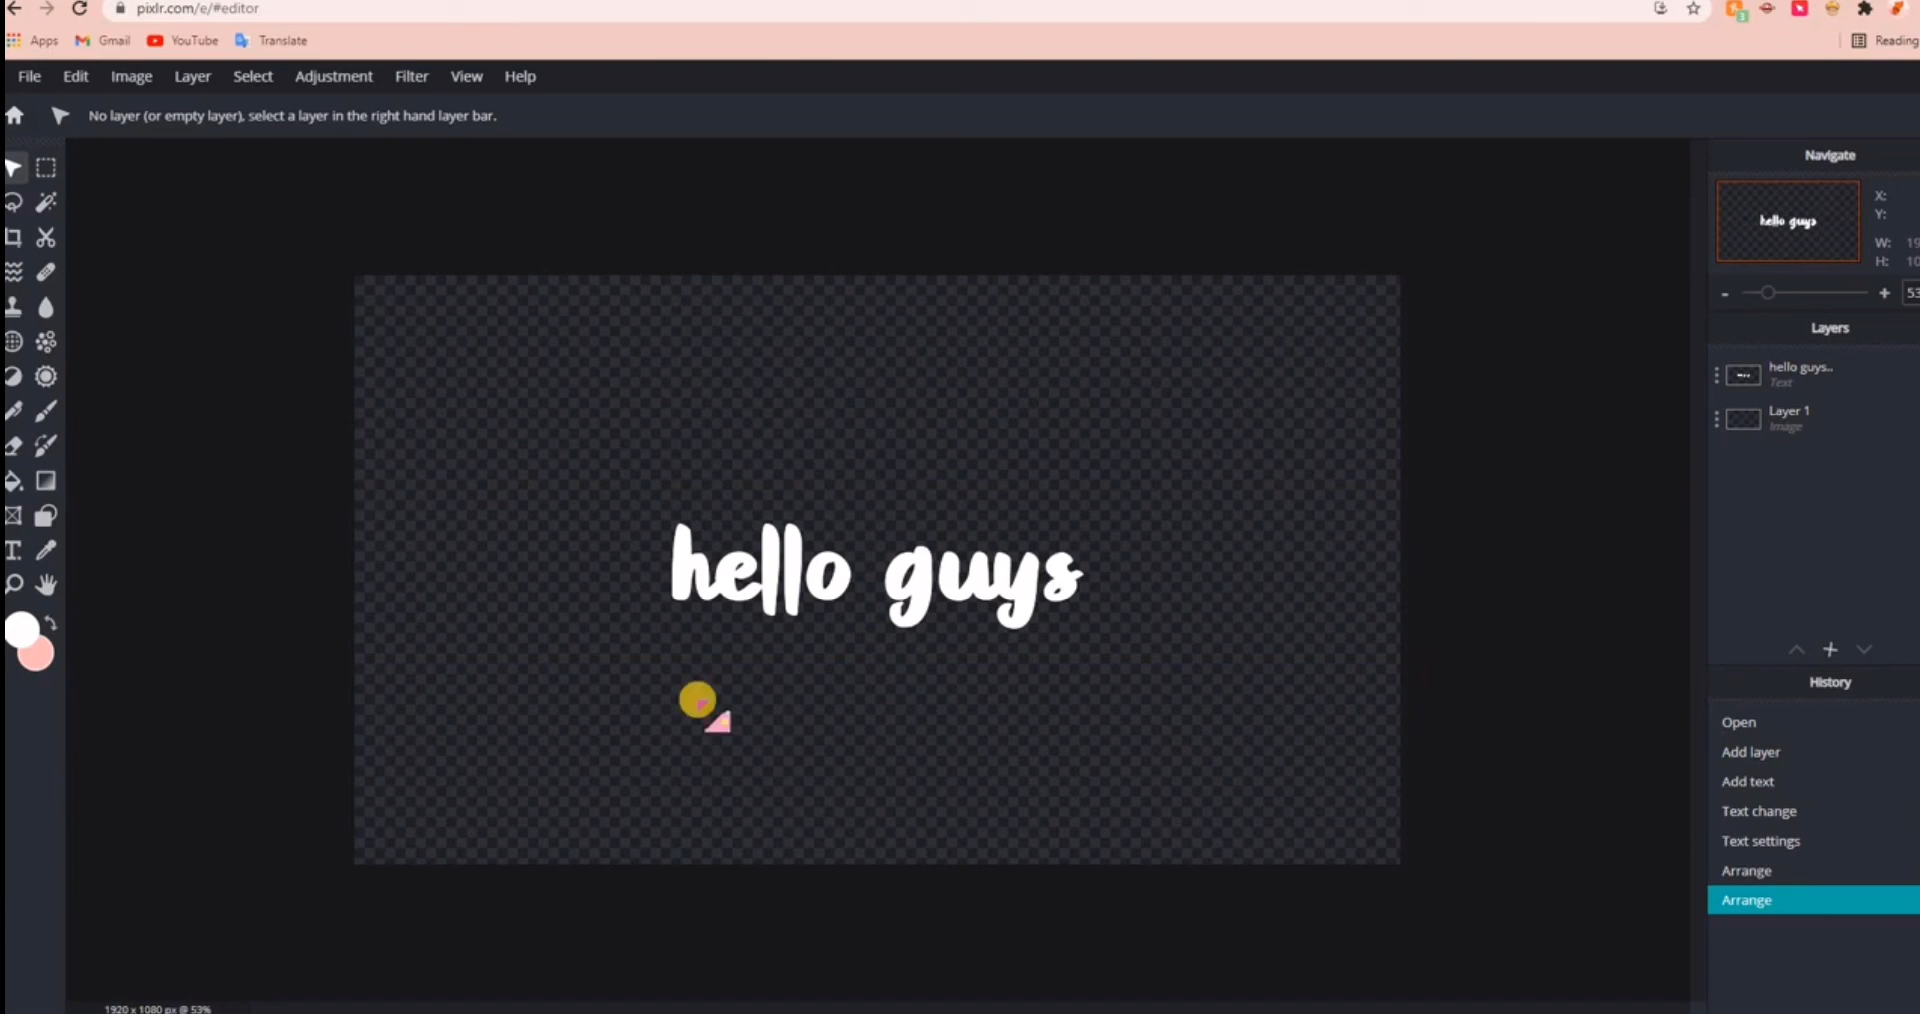 pixlr.com/e/#editor
Apps Gmail YouTube Translate Reading
File Edit Image Layer Select Adjustment Filter View Help
No layer (or empty layer), select a layer in the right hand layer bar.
Navigate
hello guys
X:
Y:
W: 19
H: 10
- + 53
Layers
hello guys..
Text
Layer 1
Image
hello guys
History
Open
Add layer
Add text
Text change
Text settings
Arrange
Arrange
1920 x 1080 px @ 53%